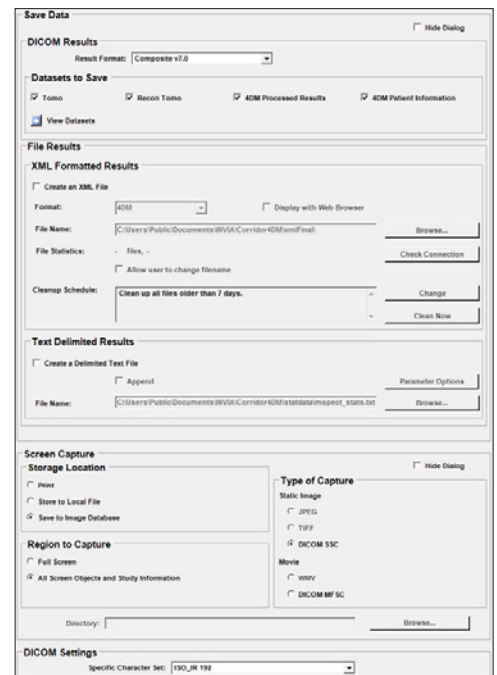 Save Data
Hide Dialog
DICOM Results
Result Format: Composite v7.0
Datasets to Save
Tomo Recon Tomo 4DM Processed Results 4DM Patient Information
View Datasets
File Results
XML Formatted Results
Create an XML File
Format: 4DM Display with Web Browser
File Name: C:\Users\Public\Documents\INVIA\Corridor4DM\xmlFinal\ Browse...
File Statistics: - files, - Check Connection
Allow user to change filename
Cleanup Schedule: Clean up all files older than 7 days. Change
Clean Now
Text Delimited Results
Create a Delimited Text File
Append Parameter Options
File Name: C:\Users\Public\Documents\INVIA\Corridor4DM\statdata\mspect_stats.txt Browse...
Screen Capture
Hide Dialog
Storage Location
Print
Store to Local File
Save to Image Database
Type of Capture
Static Image
JPEG
TIFF
DICOM SSC
Movie
WMV
DICOM MFSC
Region to Capture
Full Screen
All Screen Objects and Study Information
Directory: Browse...
DICOM Settings
Specific Character Set: ISO_IR 192